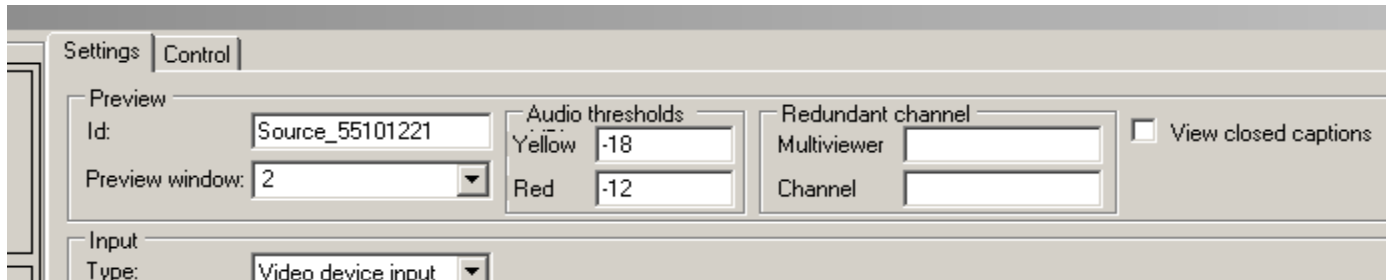 Settings Control
Preview
Id: Source_55101221
Preview window: 2
Audio thresholds
Yellow -18
Red -12
Redundant channel
Multiviewer
Channel
View closed captions
Input
Type: Video device input